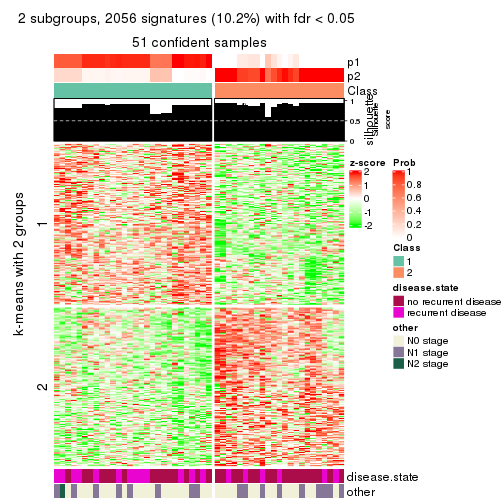 2 subgroups, 2056 signatures (10.2%) with fdr < 0.05
51 confident samples
p1
p2
Class
1
0.5
0
silhouette
silhouette
score
k-means with 2 groups
1
2
z-score
2
1
0
-1
-2
Prob
1
0.8
0.6
0.4
0.2
0
Class
1
2
disease.state
no recurrent disease
recurrent disease
other
N0 stage
N1 stage
N2 stage
disease.state
other